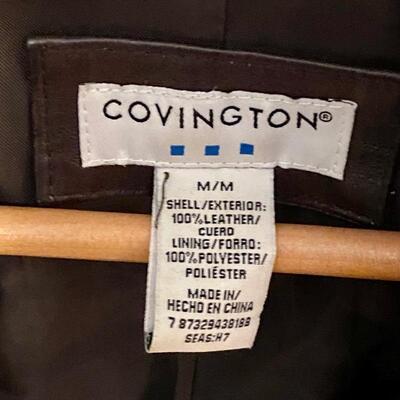 COVINGTON®
M/M
SHELL/EXTERIOR:
100%LEATHER/
CUERO
LINING/FORRO:
100%POLYESTER/
POLIÉSTER
MADE IN/
HECHO EN CHINA
7 87329438188
SEAS:H7